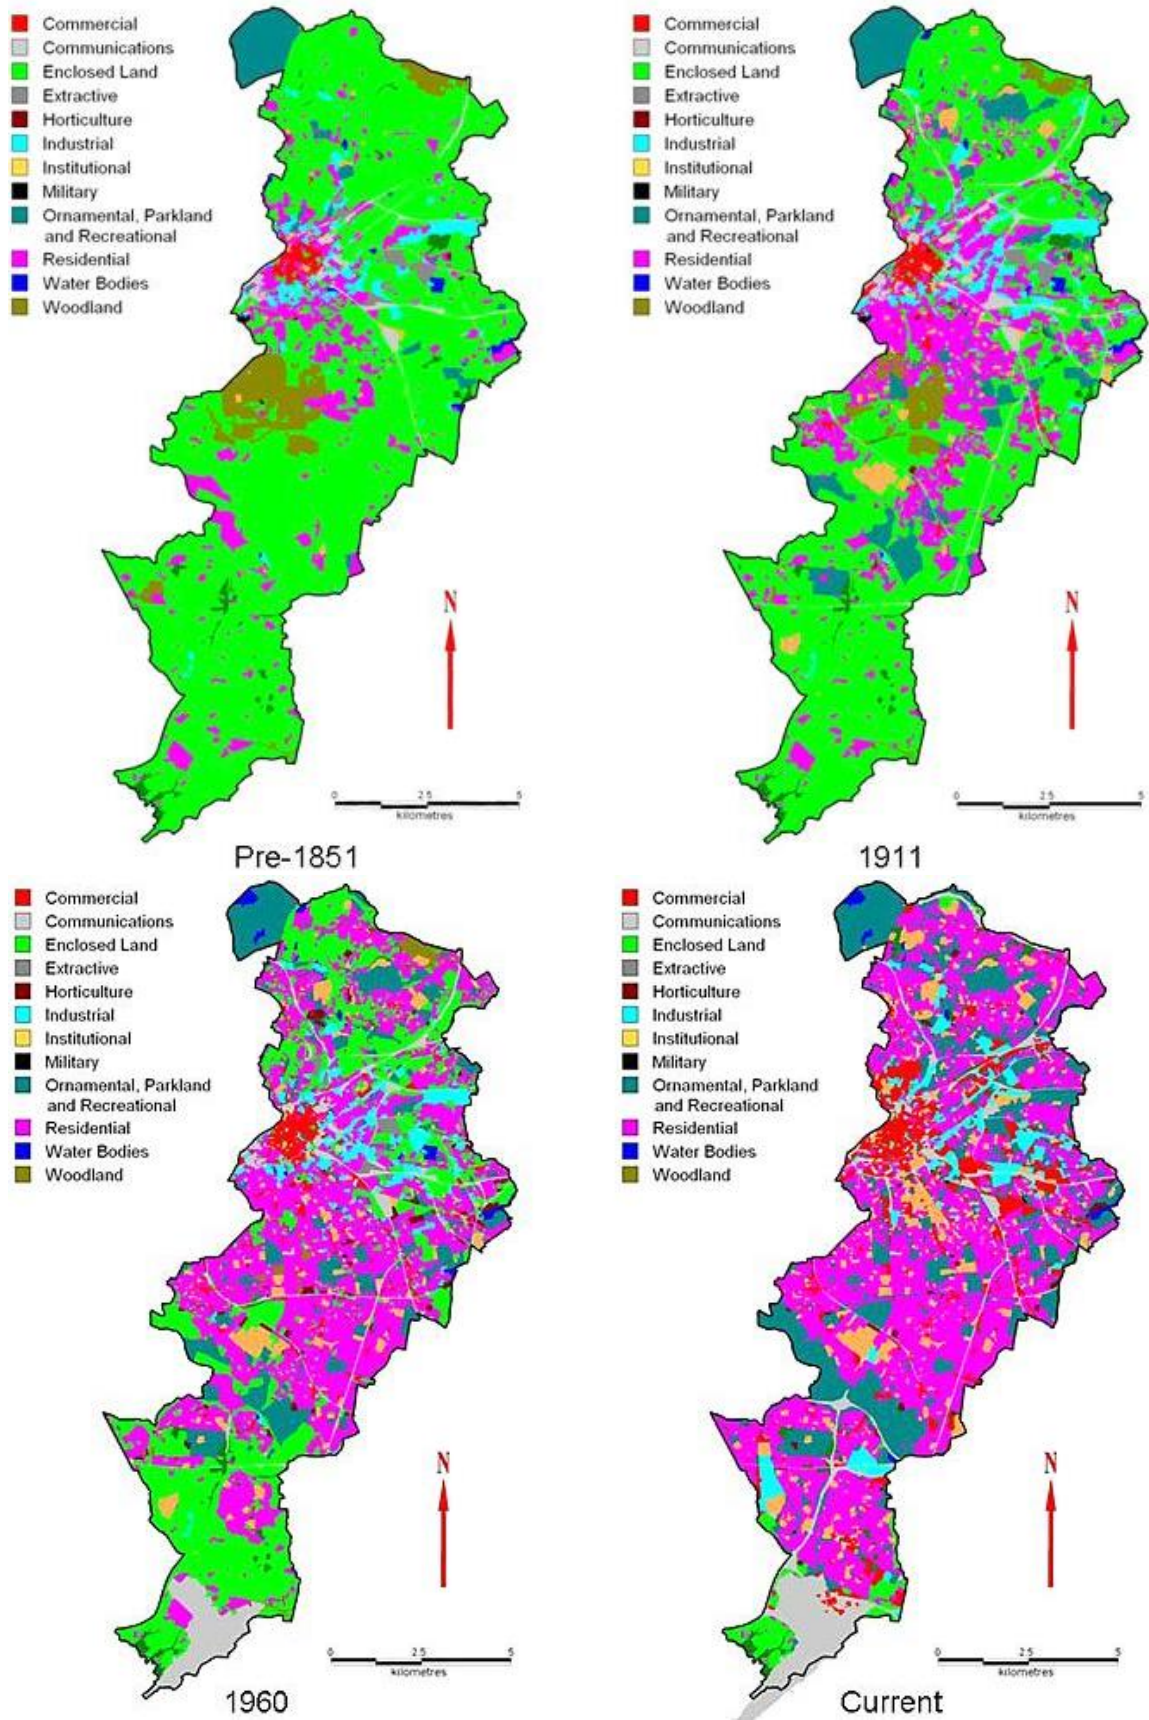 Commercial
Communications
Enclosed Land
Extractive
Horticulture
Industrial
Institutional
Military
Ornamental, Parkland
and Recreational
Residential
Water Bodies
Woodland
N
0 2.5 5
kilometres
Pre-1851
Commercial
Communications
Enclosed Land
Extractive
Horticulture
Industrial
Institutional
Military
Ornamental, Parkland
and Recreational
Residential
Water Bodies
Woodland
N
0 2.5 5
kilometres
1911
Commercial
Communications
Enclosed Land
Extractive
Horticulture
Industrial
Institutional
Military
Ornamental, Parkland
and Recreational
Residential
Water Bodies
Woodland
N
0 2.5 5
kilometres
1960
Commercial
Communications
Enclosed Land
Extractive
Horticulture
Industrial
Institutional
Military
Ornamental, Parkland
and Recreational
Residential
Water Bodies
Woodland
N
0 2.5 5
kilometres
Current